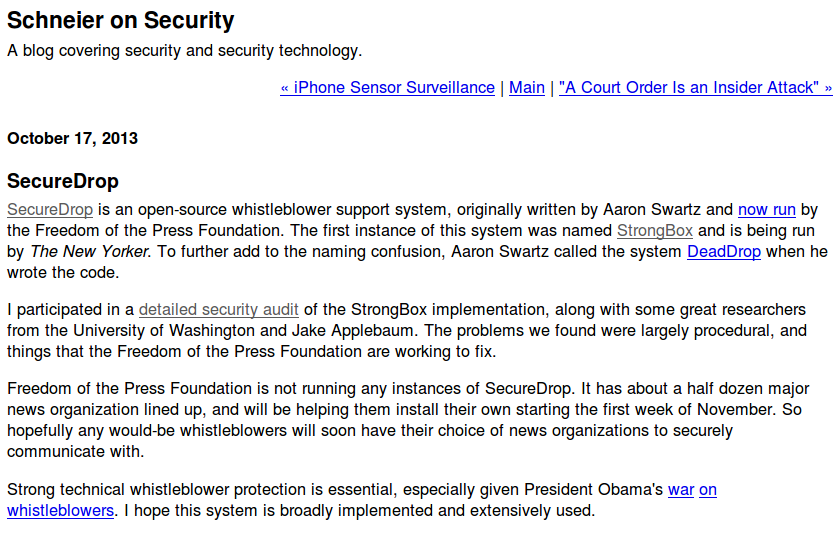 Schneier on Security
A blog covering security and security technology.
« iPhone Sensor Surveillance | Main | "A Court Order Is an Insider Attack" »
October 17, 2013
SecureDrop
SecureDrop is an open-source whistleblower support system, originally written by Aaron Swartz and now run by
the Freedom of the Press Foundation. The first instance of this system was named StrongBox and is being run
by The New Yorker. To further add to the naming confusion, Aaron Swartz called the system DeadDrop when he
wrote the code.
I participated in a detailed security audit of the StrongBox implementation, along with some great researchers
from the University of Washington and Jake Applebaum. The problems we found were largely procedural, and
things that the Freedom of the Press Foundation are working to fix.
Freedom of the Press Foundation is not running any instances of SecureDrop. It has about a half dozen major
news organization lined up, and will be helping them install their own starting the first week of November. So
hopefully any would-be whistleblowers will soon have their choice of news organizations to securely
communicate with.
Strong technical whistleblower protection is essential, especially given President Obama's war on
whistleblowers. I hope this system is broadly implemented and extensively used.